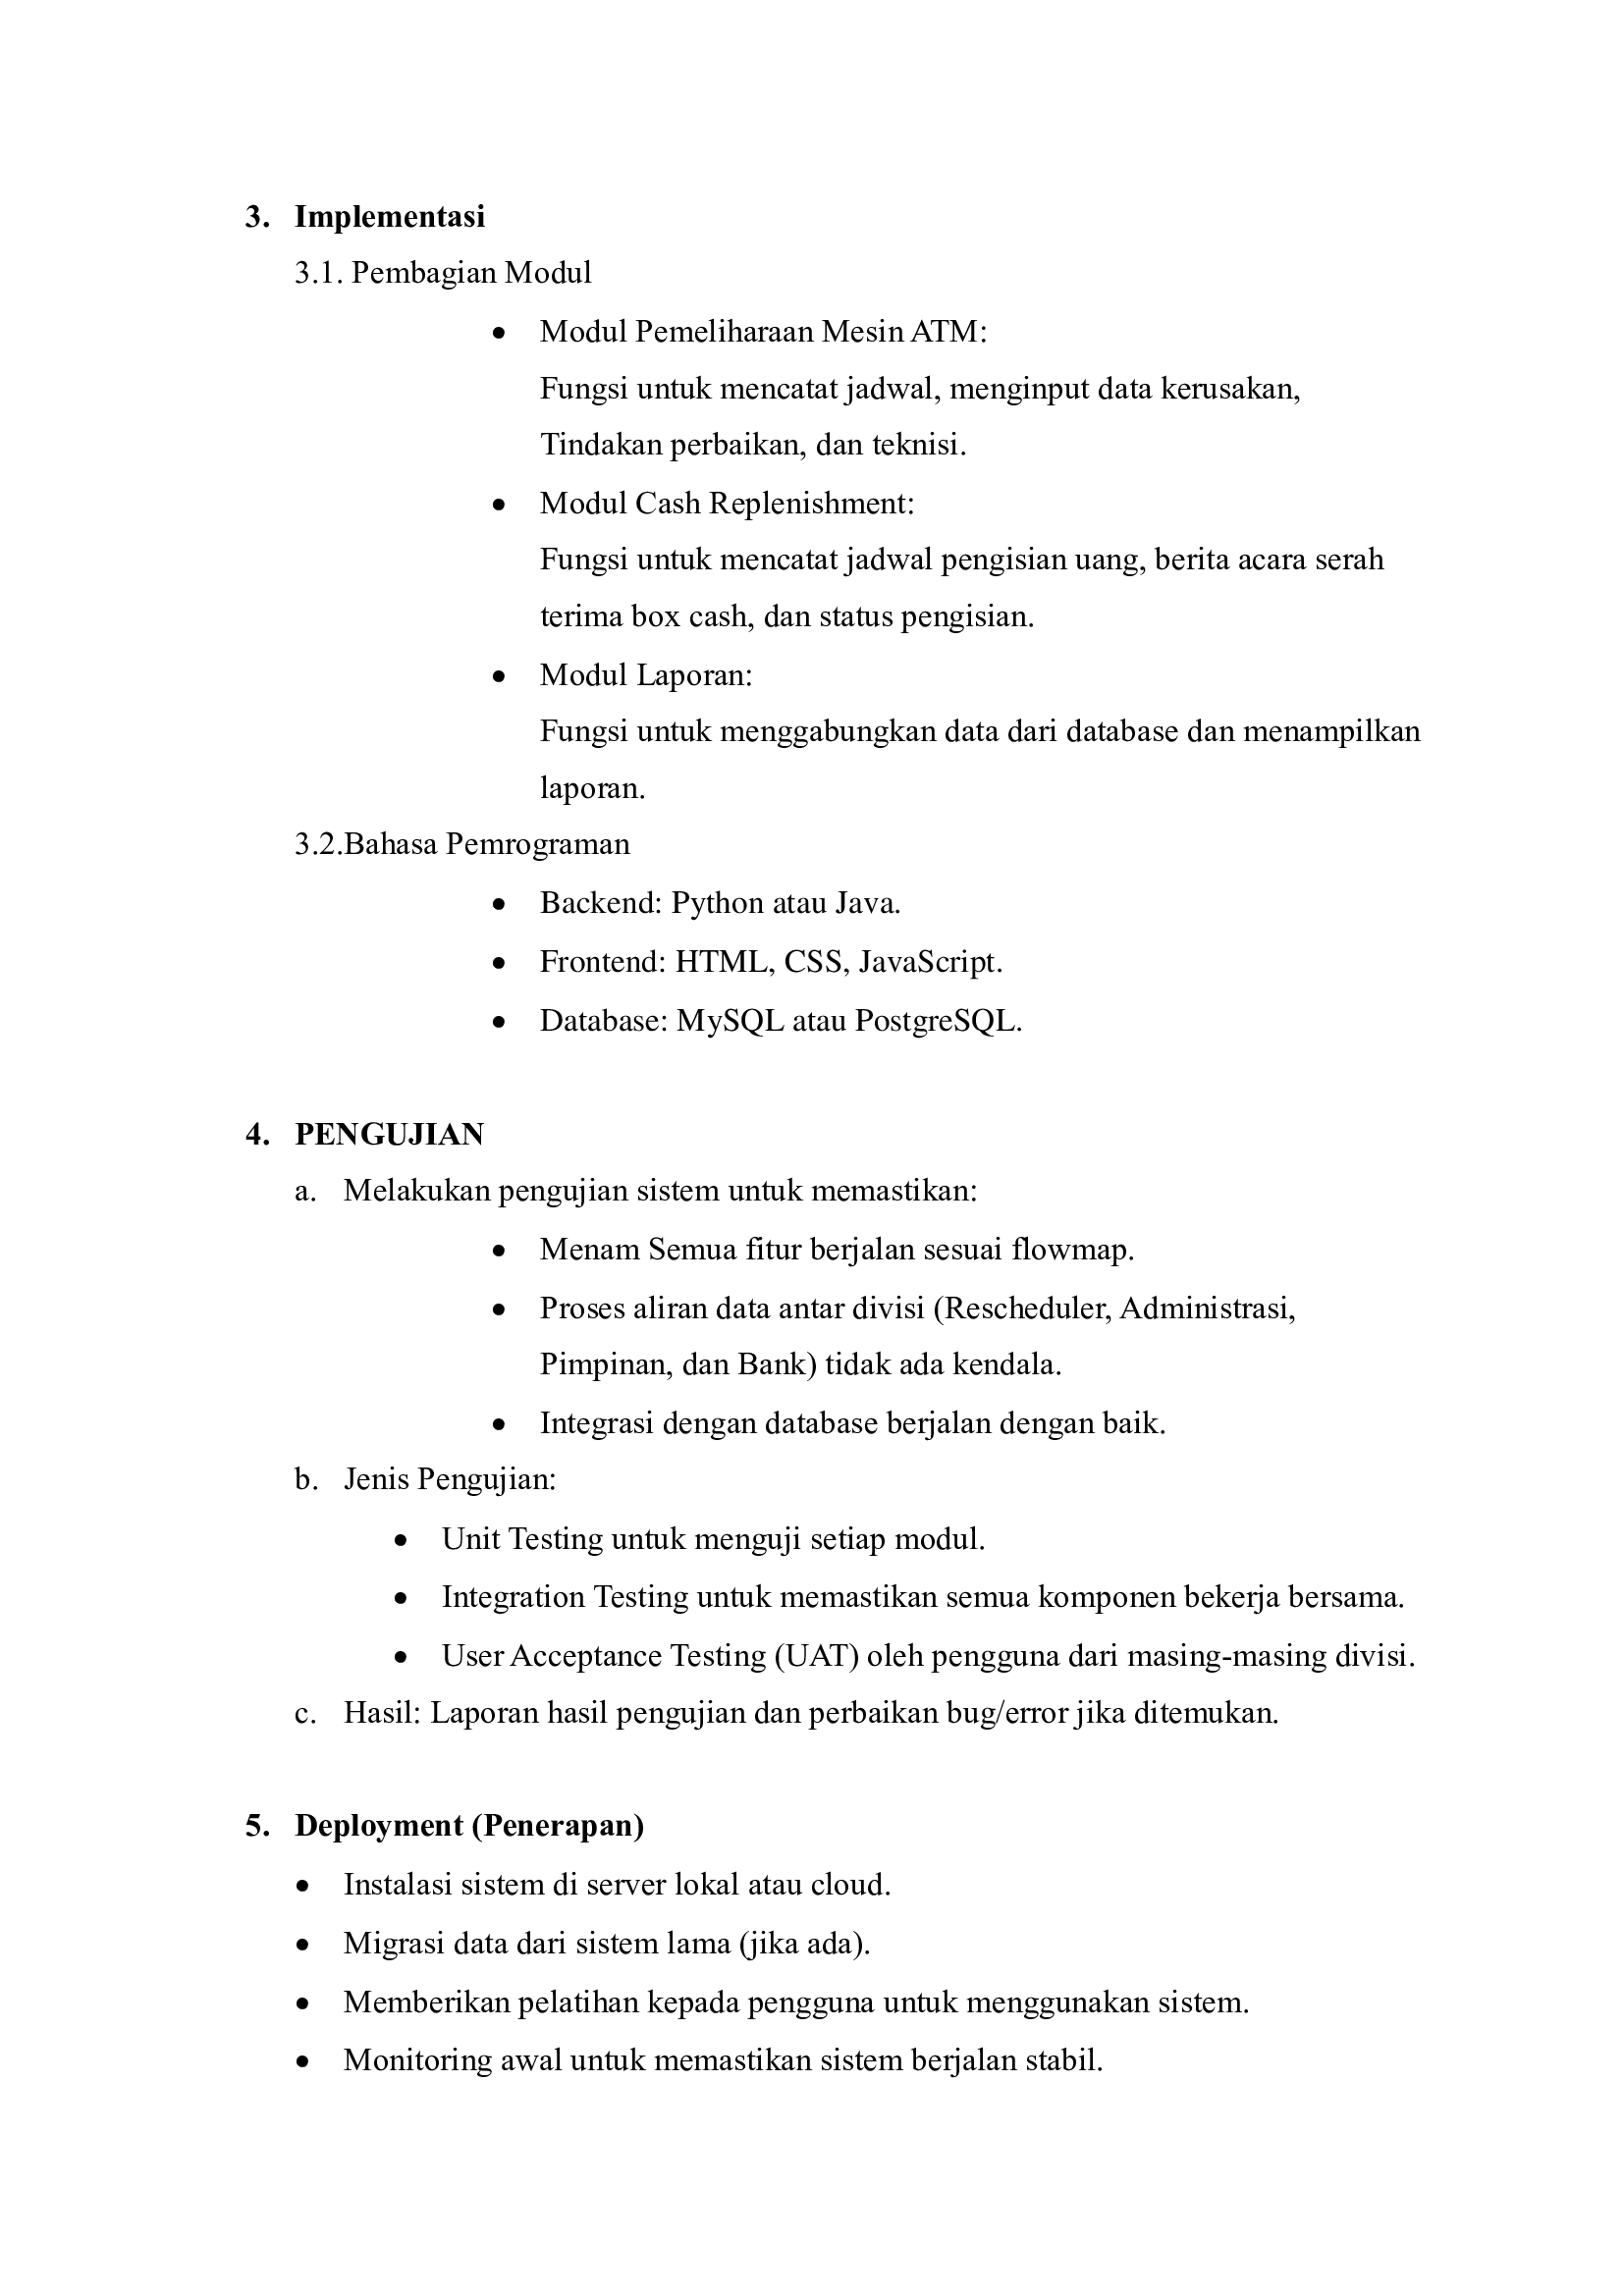 3. Implementasi
3.1. Pembagian Modul
• Modul Pemeliharaan Mesin ATM:
Fungsi untuk mencatat jadwal, menginput data kerusakan,
Tindakan perbaikan, dan teknisi.
• Modul Cash Replenishment:
Fungsi untuk mencatat jadwal pengisian uang, berita acara serah
terima box cash, dan status pengisian.
• Modul Laporan:
Fungsi untuk menggabungkan data dari database dan menampilkan
laporan.
3.2.Bahasa Pemrograman
• Backend: Python atau Java.
• Frontend: HTML, CSS, JavaScript.
• Database: MySQL atau PostgreSQL.
4. PENGUJIAN
a. Melakukan pengujian sistem untuk memastikan:
• Menam Semua fitur berjalan sesuai flowmap.
• Proses aliran data antar divisi (Rescheduler, Administrasi,
Pimpinan, dan Bank) tidak ada kendala.
• Integrasi dengan database berjalan dengan baik.
b. Jenis Pengujian:
• Unit Testing untuk menguji setiap modul.
• Integration Testing untuk memastikan semua komponen bekerja bersama.
• User Acceptance Testing (UAT) oleh pengguna dari masing-masing divisi.
c. Hasil: Laporan hasil pengujian dan perbaikan bug/error jika ditemukan.
5. Deployment (Penerapan)
• Instalasi sistem di server lokal atau cloud.
• Migrasi data dari sistem lama (jika ada).
• Memberikan pelatihan kepada pengguna untuk menggunakan sistem.
• Monitoring awal untuk memastikan sistem berjalan stabil.